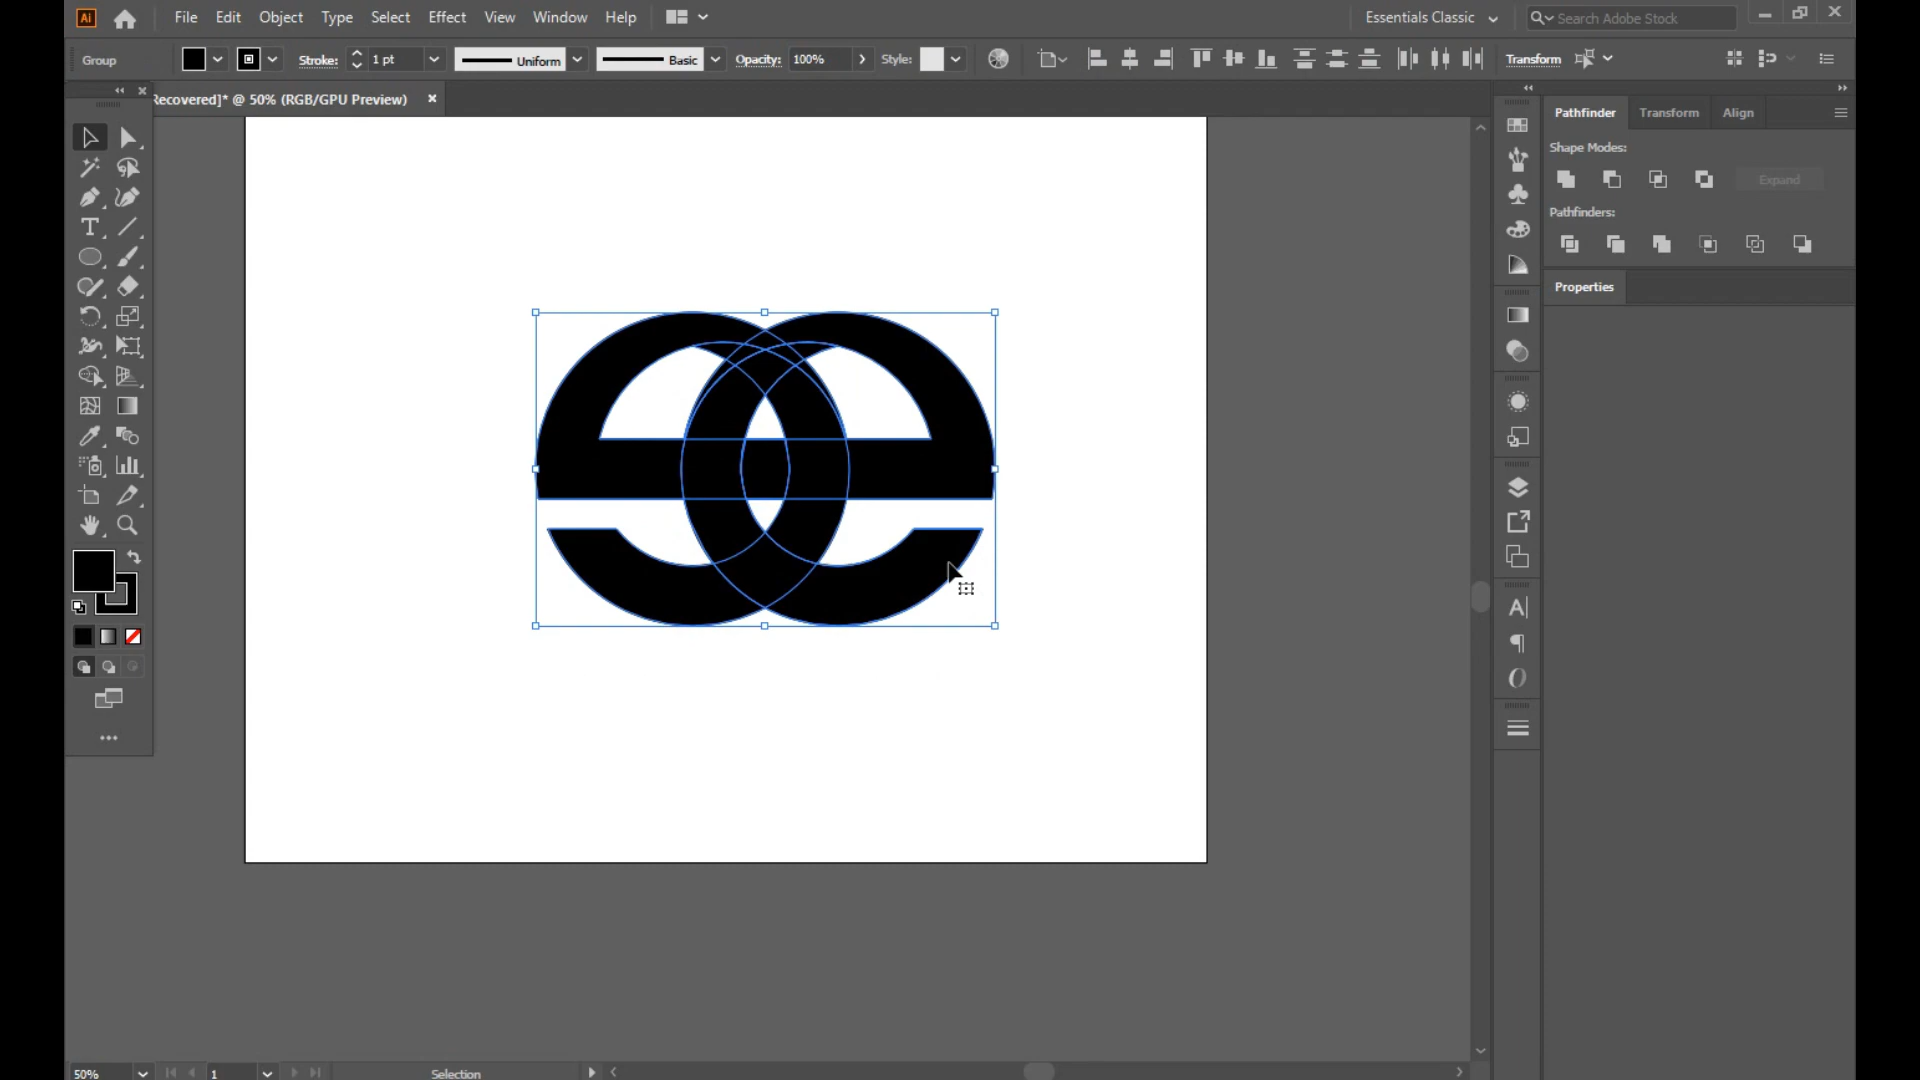 Ai File Edit Object Type Select Effect View Window Help Essentials Classic Search Adobe Stock
Group Stroke: 1 pt Uniform Basic Opacity: 100% Style: Transform
Recovered]* @ 50% (RGB/GPU Preview)
Pathfinder Transform Align
Shape Modes:
Expand
Pathfinders:
Properties
50% 1 Selection